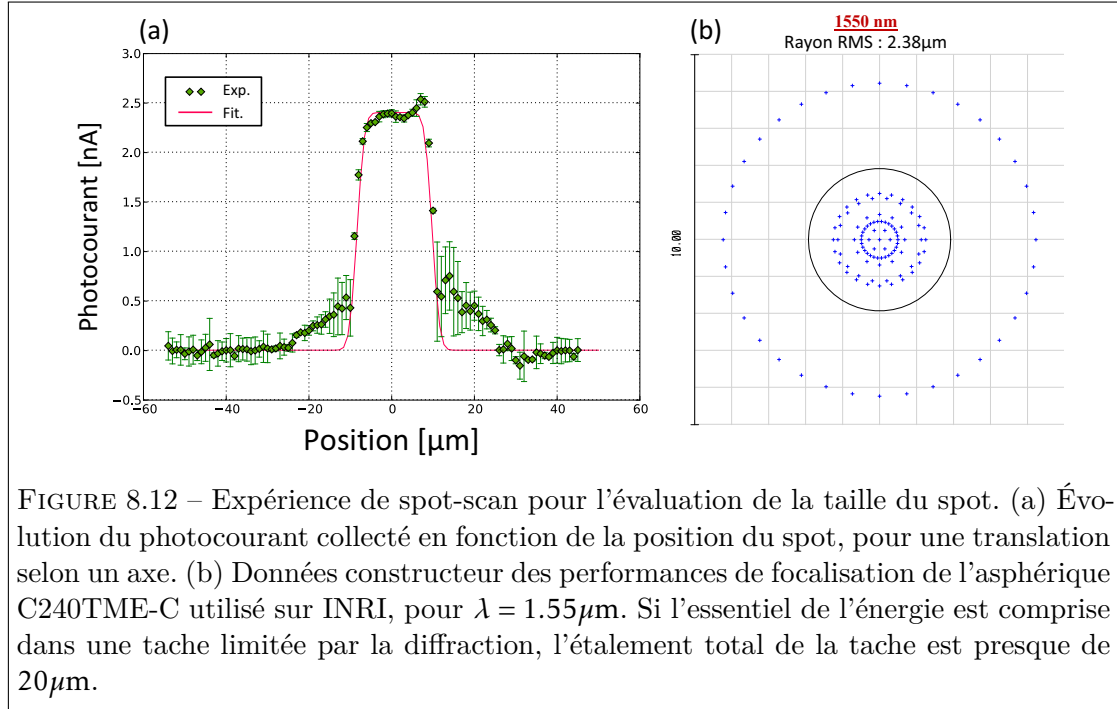 (a)
3.0
2.5
2.0
1.5
1.0
0.5
0.0
−0.5
−60
−40
−20
0
20
40
60
Photocourant [nA]
Position [µm]
Exp.
Fit.
(b)
1550 nm
Rayon RMS : 2.38µm
10.00
FIGURE 8.12 – Expérience de spot-scan pour l'évaluation de la taille du spot. (a) Évo-
lution du photocourant collecté en fonction de la position du spot, pour une translation
selon un axe. (b) Données constructeur des performances de focalisation de l'asphérique
C240TME-C utilisé sur INRI, pour λ = 1.55µm. Si l'essentiel de l'énergie est comprise
dans une tache limitée par la diffraction, l'étalement total de la tache est presque de
20µm.